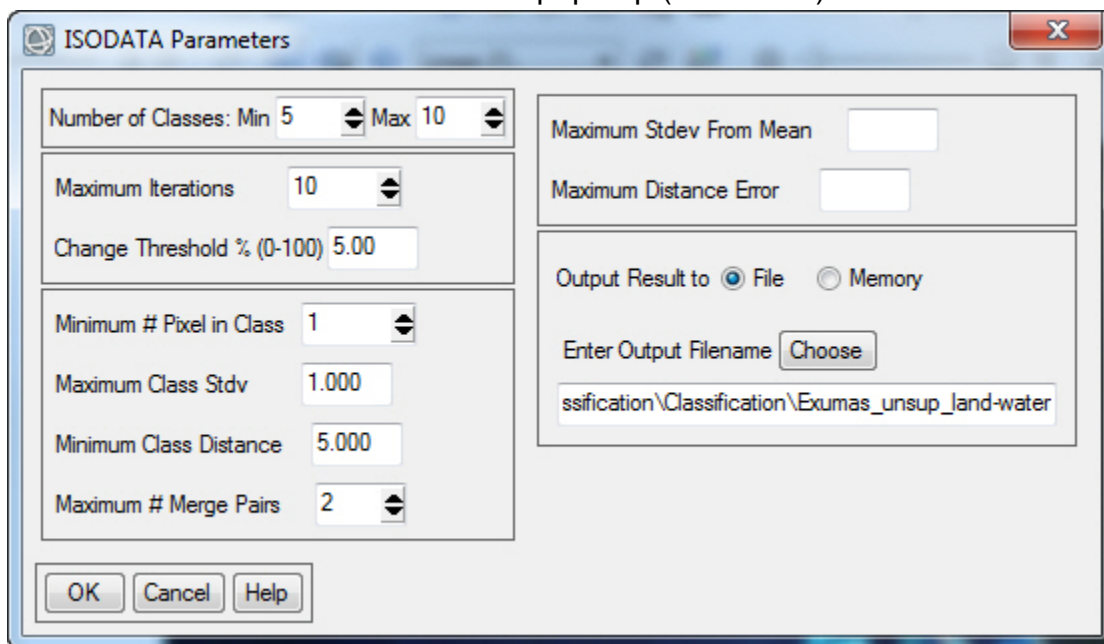 ISODATA Parameters
X
Number of Classes: Min 5 Max 10
Maximum Iterations 10
Change Threshold % (0-100) 5.00
Minimum # Pixel in Class 1
Maximum Class Stdv 1.000
Minimum Class Distance 5.000
Maximum # Merge Pairs 2
Maximum Stdev From Mean
Maximum Distance Error
Output Result to File Memory
Enter Output Filename Choose
ssification\Classification\Exumas_unsup_land-water
OK Cancel Help